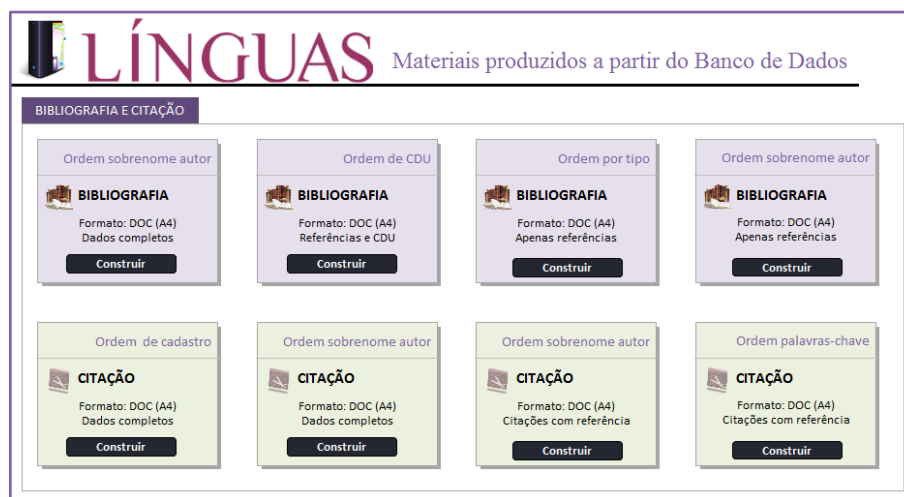 LÍNGUAS Materiais produzidos a partir do Banco de Dados
BIBLIOGRAFIA E CITAÇÃO
Ordem sobrenome autor
BIBLIOGRAFIA
Formato: DOC (A4)
Dados completos
Construir
Ordem de CDU
BIBLIOGRAFIA
Formato: DOC (A4)
Referências e CDU
Construir
Ordem por tipo
BIBLIOGRAFIA
Formato: DOC (A4)
Apenas referências
Construir
Ordem sobrenome autor
BIBLIOGRAFIA
Formato: DOC (A4)
Apenas referências
Construir
Ordem de cadastro
CITAÇÃO
Formato: DOC (A4)
Dados completos
Construir
Ordem sobrenome autor
CITAÇÃO
Formato: DOC (A4)
Dados completos
Construir
Ordem sobrenome autor
CITAÇÃO
Formato: DOC (A4)
Citações com referência
Construir
Ordem palavras-chave
CITAÇÃO
Formato: DOC (A4)
Citações com referência
Construir